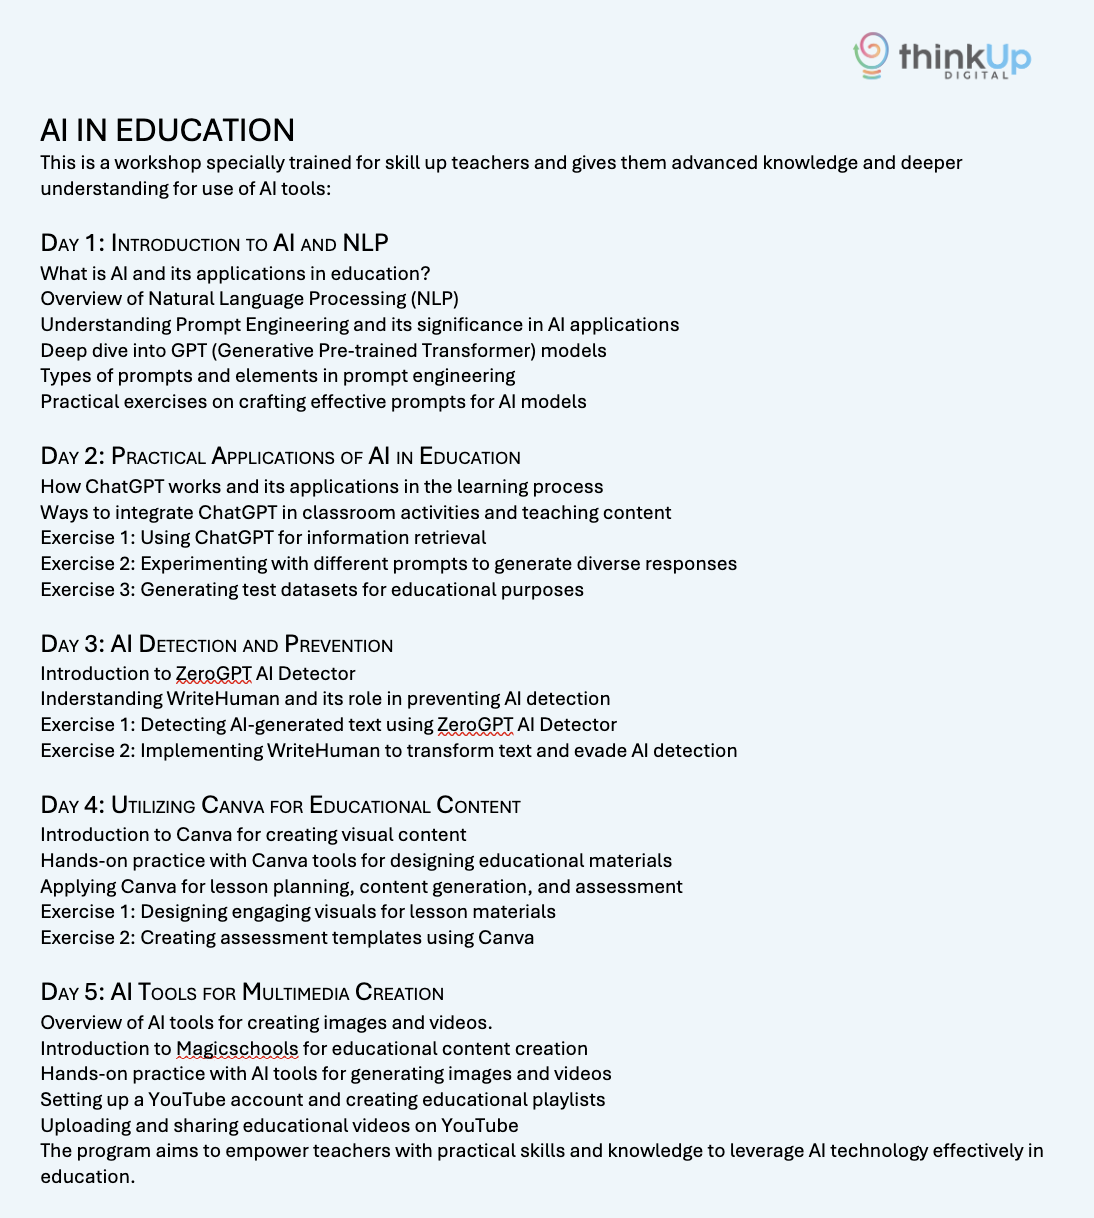 thinkUp
DIGITAL
AI IN EDUCATION
This is a workshop specially trained for skill up teachers and gives them advanced knowledge and deeper
understanding for use of AI tools:
DAY 1: INTRODUCTION TO AI AND NLP
What is AI and its applications in education?
Overview of Natural Language Processing (NLP)
Understanding Prompt Engineering and its significance in AI applications
Deep dive into GPT (Generative Pre-trained Transformer) models
Types of prompts and elements in prompt engineering
Practical exercises on crafting effective prompts for AI models
DAY 2: PRACTICAL APPLICATIONS OF AI IN EDUCATION
How ChatGPT works and its applications in the learning process
Ways to integrate ChatGPT in classroom activities and teaching content
Exercise 1: Using ChatGPT for information retrieval
Exercise 2: Experimenting with different prompts to generate diverse responses
Exercise 3: Generating test datasets for educational purposes
DAY 3: AI DETECTION AND PREVENTION
Introduction to ZeroGPT AI Detector
Inderstanding WriteHuman and its role in preventing AI detection
Exercise 1: Detecting AI-generated text using ZeroGPT AI Detector
Exercise 2: Implementing WriteHuman to transform text and evade AI detection
DAY 4: UTILIZING CANVA FOR EDUCATIONAL CONTENT
Introduction to Canva for creating visual content
Hands-on practice with Canva tools for designing educational materials
Applying Canva for lesson planning, content generation, and assessment
Exercise 1: Designing engaging visuals for lesson materials
Exercise 2: Creating assessment templates using Canva
DAY 5: AI TOOLS FOR MULTIMEDIA CREATION
Overview of AI tools for creating images and videos.
Introduction to Magicschools for educational content creation
Hands-on practice with AI tools for generating images and videos
Setting up a YouTube account and creating educational playlists
Uploading and sharing educational videos on YouTube
The program aims to empower teachers with practical skills and knowledge to leverage AI technology effectively in
education.